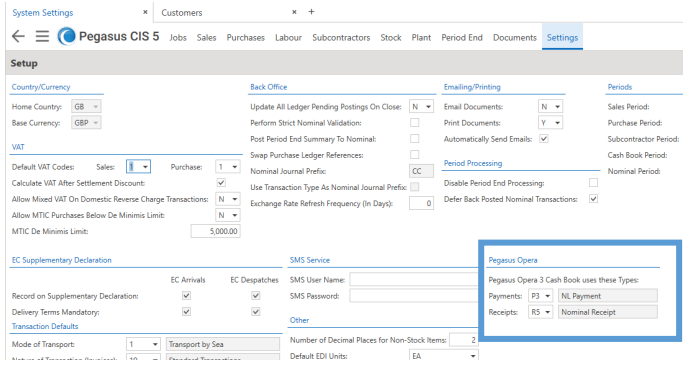 System Settings × Customers × +
Pegasus CIS 5 Jobs Sales Purchases Labour Subcontractors Stock Plant Period End Documents Settings
Setup
Country/Currency Back Office Emailing/Printing Periods
Home Country: GB Update All Ledger Pending Postings On Close: N Email Documents: N Sales Period:
Base Currency: GBP Perform Strict Nominal Validation: Print Documents: Y Purchase Period:
Post Period End Summary To Nominal: Automatically Send Emails: Subcontractor Period:
VAT Swap Purchase Ledger References: Cash Book Period:
Default VAT Codes: Sales: 1 Purchase: 1 Nominal Journal Prefix: CC Period Processing Nominal Period:
Calculate VAT After Settlement Discount: Use Transaction Type As Nominal Journal Prefix: Disable Period End Processing:
Allow Mixed VAT On Domestic Reverse Charge Transactions: N Exchange Rate Refresh Frequency (In Days): 0 Defer Back Posted Nominal Transactions:
Allow MTIC Purchases Below De Minimis Limit: N
MTIC De Minimis Limit: 5,000.00
EC Supplementary Declaration SMS Service Pegasus Opera
EC Arrivals EC Despatches SMS User Name: Pegasus Opera 3 Cash Book uses these Types:
Record on Supplementary Declaration: SMS Password: Payments: P3 NL Payment
Delivery Terms Mandatory: Receipts: R5 Nominal Receipt
Transaction Defaults Other
Mode of Transport: 1 Transport by Sea Number of Decimal Places for Non-Stock Items: 2
Default EDI Units: EA